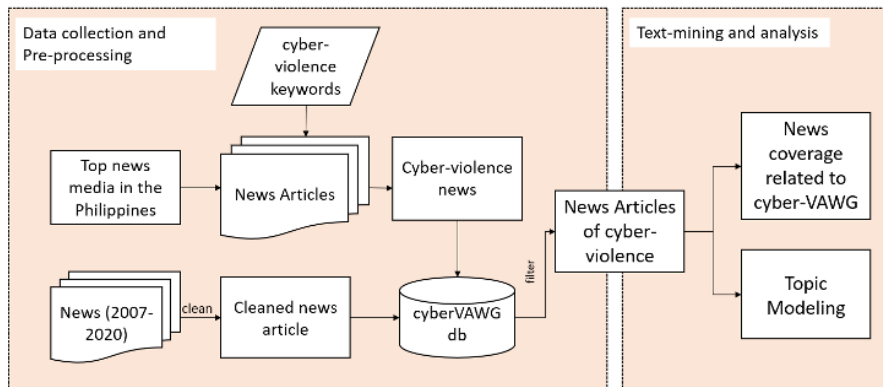 Data collection and
Pre-processing
cyber-
violence
keywords
Text-mining and analysis
Top news
media in the
Philippines
News Articles
Cyber-violence
news
News Articles
of cyber-
violence
News
coverage
related to
cyber-VAWG
News (2007-
2020)
clean
Cleaned news
article
cyberVAWG
db
filter
Topic
Modeling